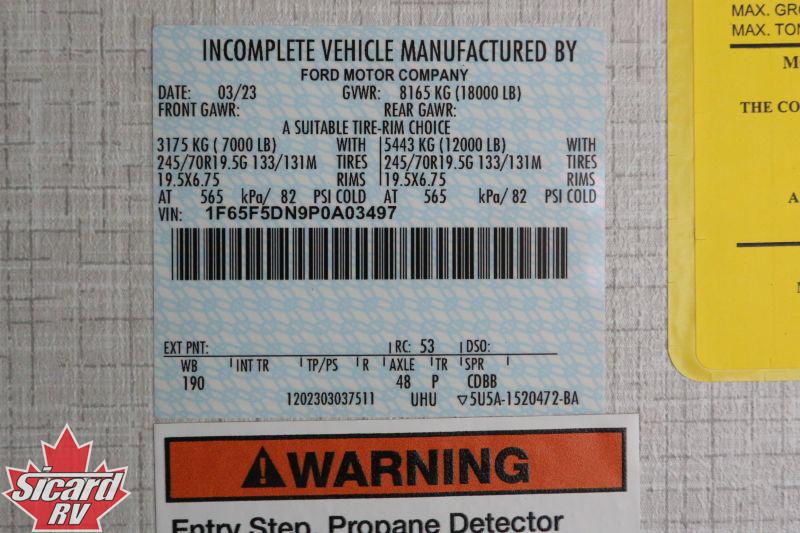 INCOMPLETE VEHICLE MANUFACTURED BY
FORD MOTOR COMPANY
DATE: 03/23 GVWR: 8165 KG (18000 LB)
FRONT GAWR: REAR GAWR:
A SUITABLE TIRE-RIM CHOICE
3175 KG ( 7000 LB) WITH 5443 KG (12000 LB) WITH
245/70R19.5G 133/131M TIRES 245/70R19.5G 133/131M TIRES
19.5X6.75 RIMS 19.5X6.75 RIMS
AT 565 kPa/ 82 PSI COLD AT 565 kPa/ 82 PSI COLD
VIN: 1F65F5DN9P0A03497
EXT PNT: RC: 53 DSO:
WB INT TR TP/PS R AXLE TR SPR
190 48 P CDBB
1202303037511 UHU ▽5U5A-1520472-BA
⚠WARNING
Entry Step, Propane Detector
MAX. GRO
MAX. TON
M
THE CO
A
M
Sicard
RV